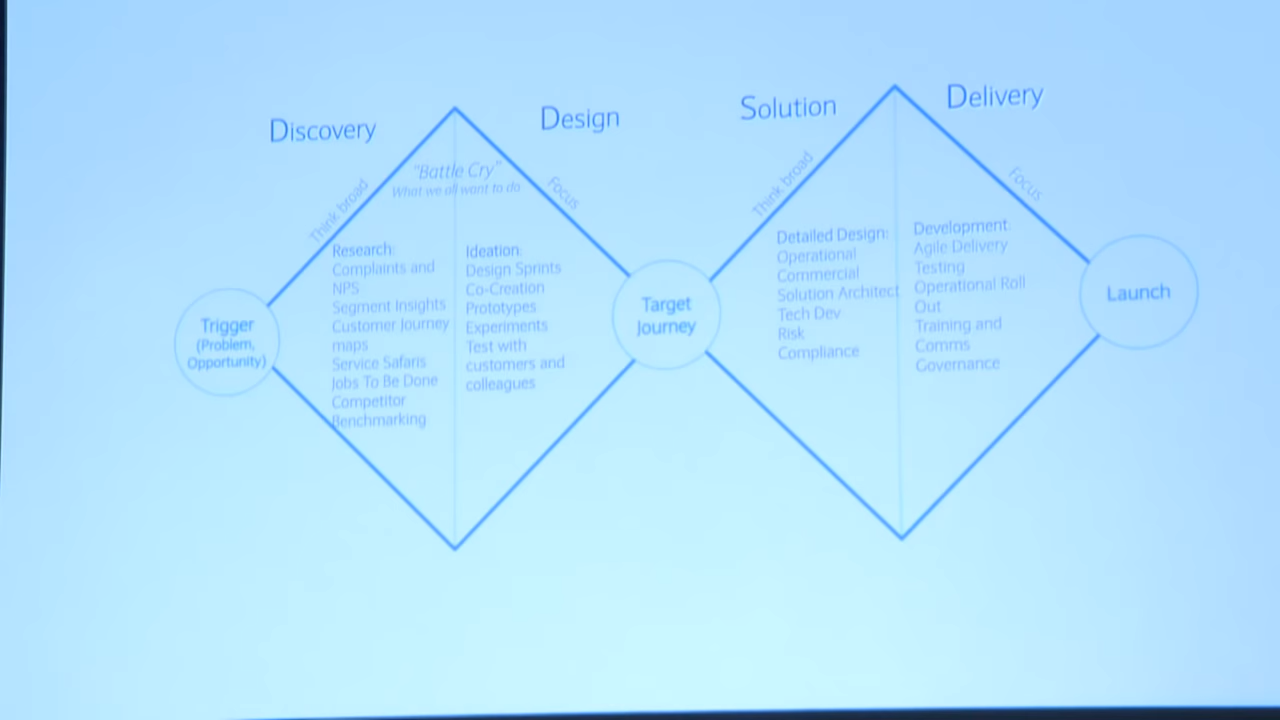 Discovery
Design
Solution
Delivery
"Battle Cry"
What we all want to do
Think broad
Focus
Think broad
Focus
Trigger
(Problem,
Opportunity)
Research:
Complaints and
NPS
Segment Insights
Customer Journey
maps
Service Safaris
Jobs To Be Done
Competitor
Benchmarking
Ideation:
Design Sprints
Co-Creation
Prototypes
Experiments
Test with
customers and
colleagues
Target
Journey
Detailed Design:
Operational
Commercial
Solution Architect
Tech Dev
Risk
Compliance
Development:
Agile Delivery
Testing
Operational Roll
Out
Training and
Comms
Governance
Launch